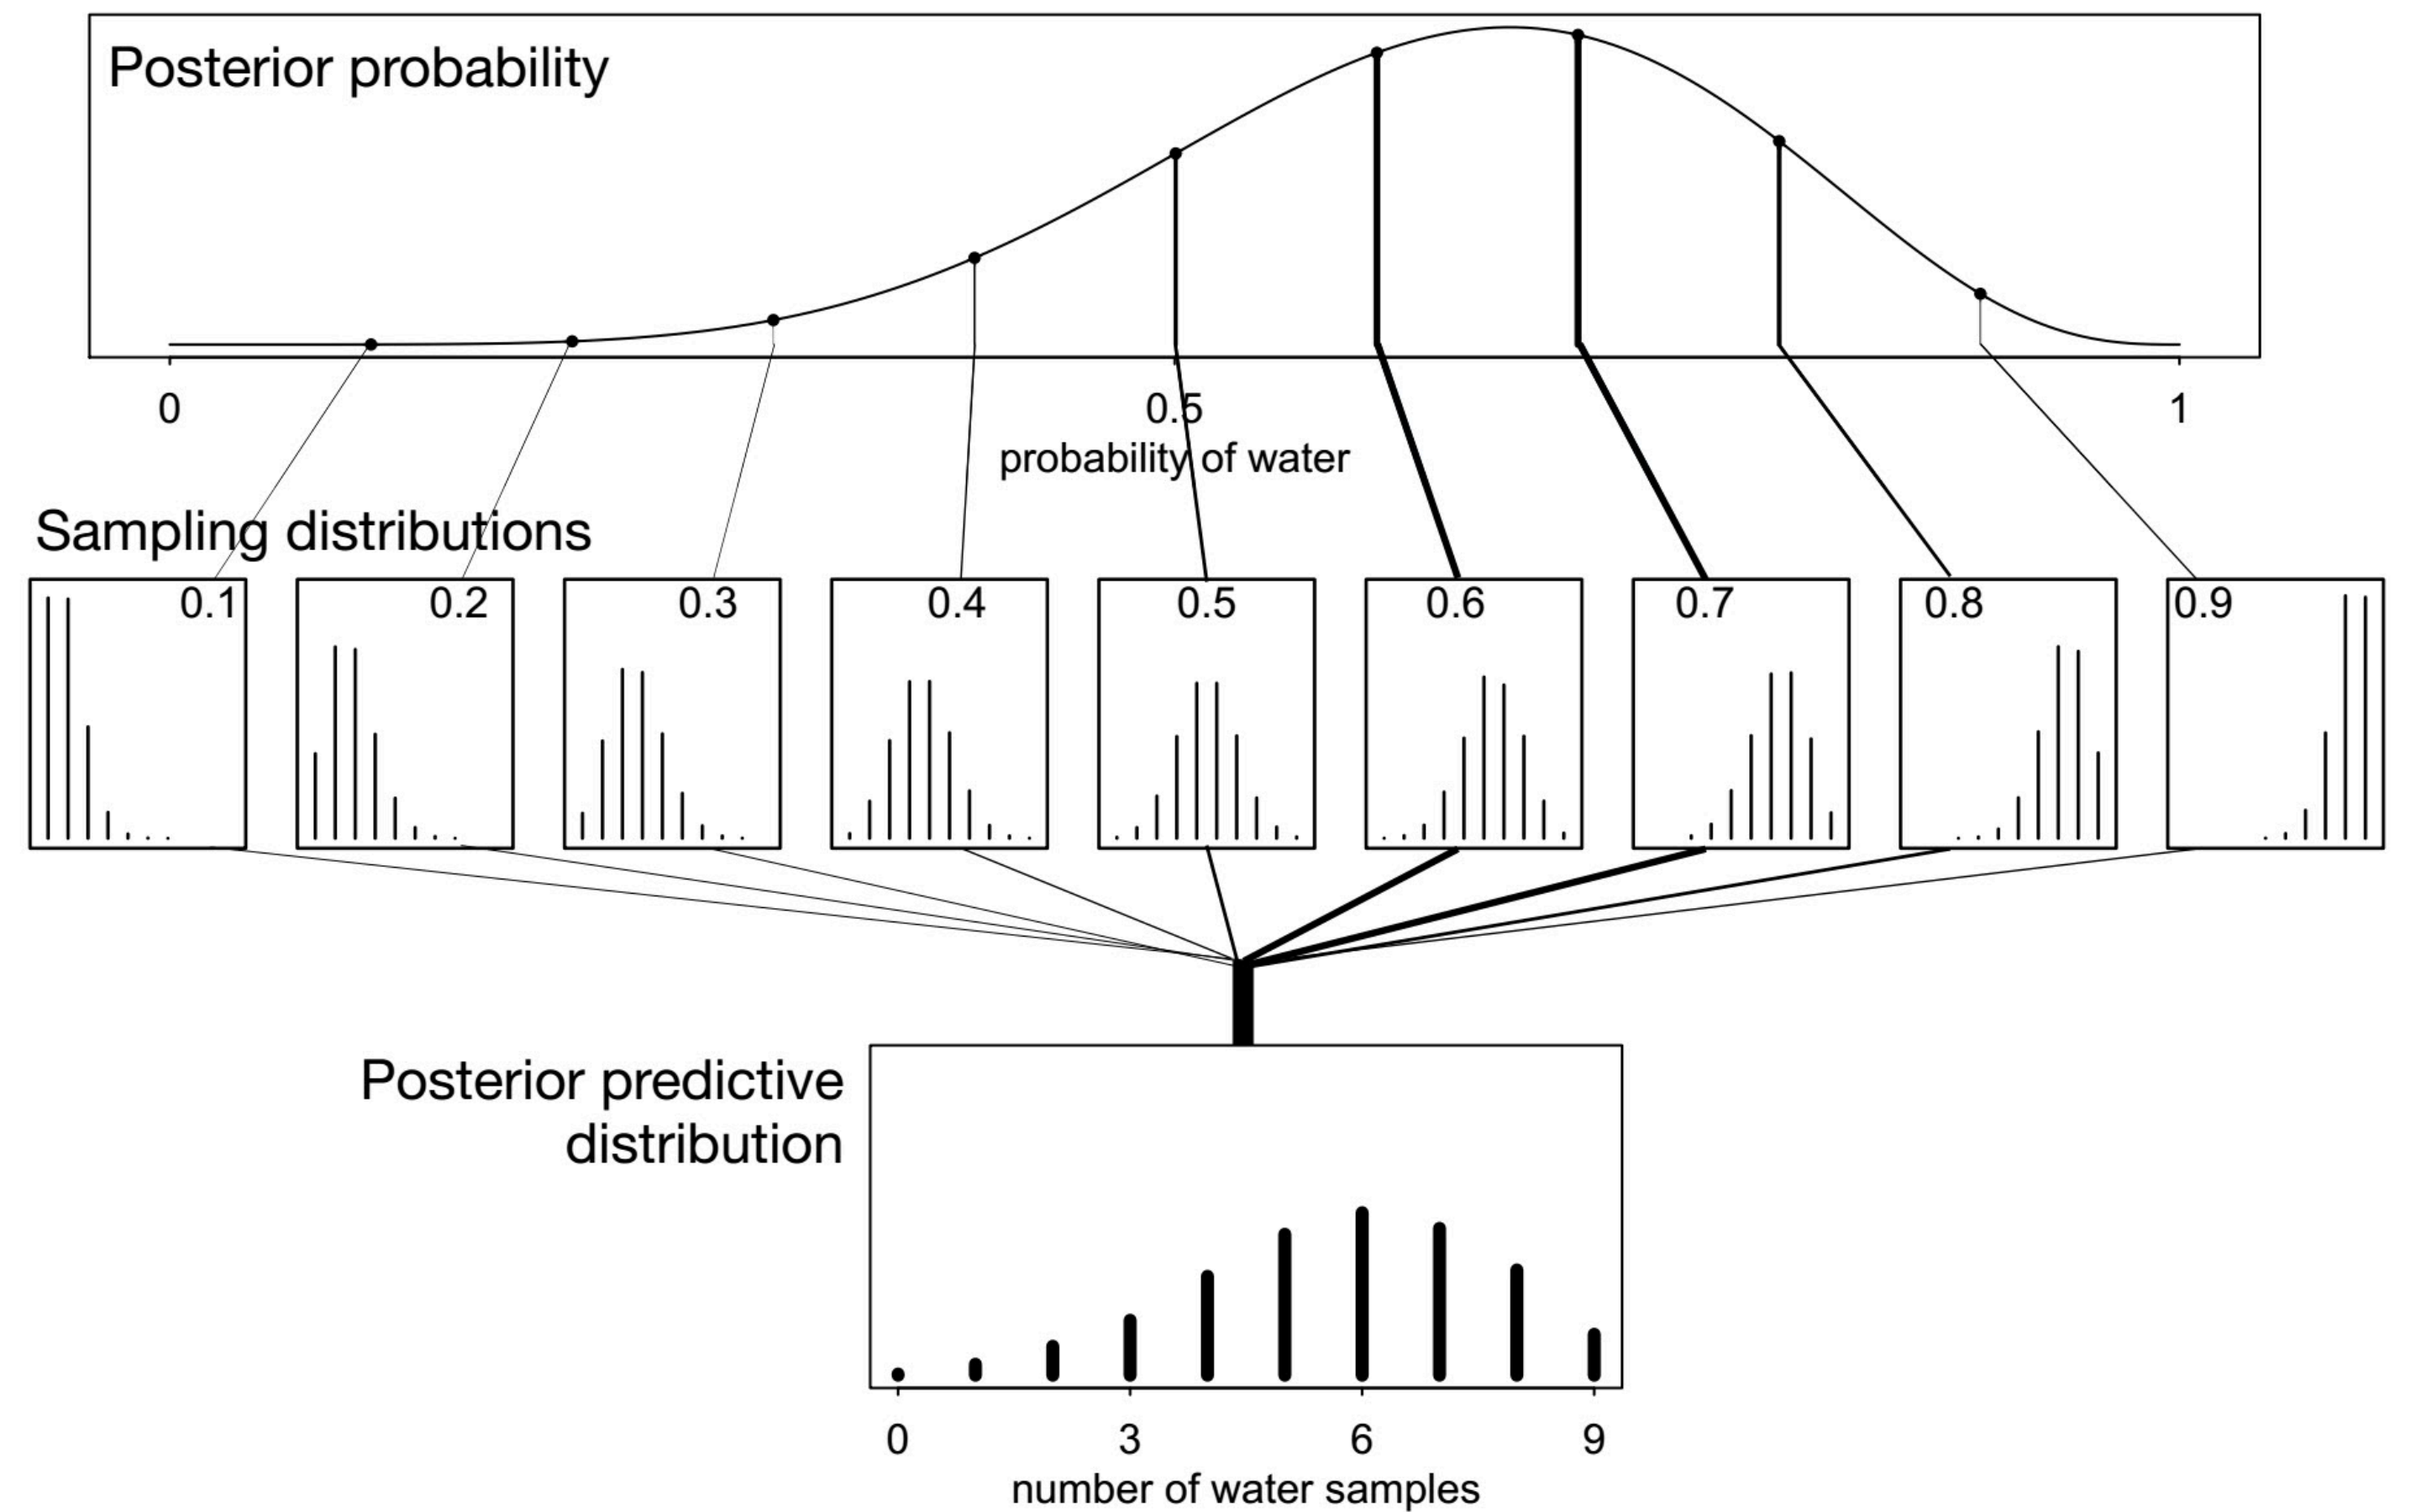 Posterior probability
0 0.5 1
probability of water
Sampling distributions
0.1 0.2 0.3 0.4 0.5 0.6 0.7 0.8 0.9
Posterior predictive
distribution
0 3 6 9
number of water samples